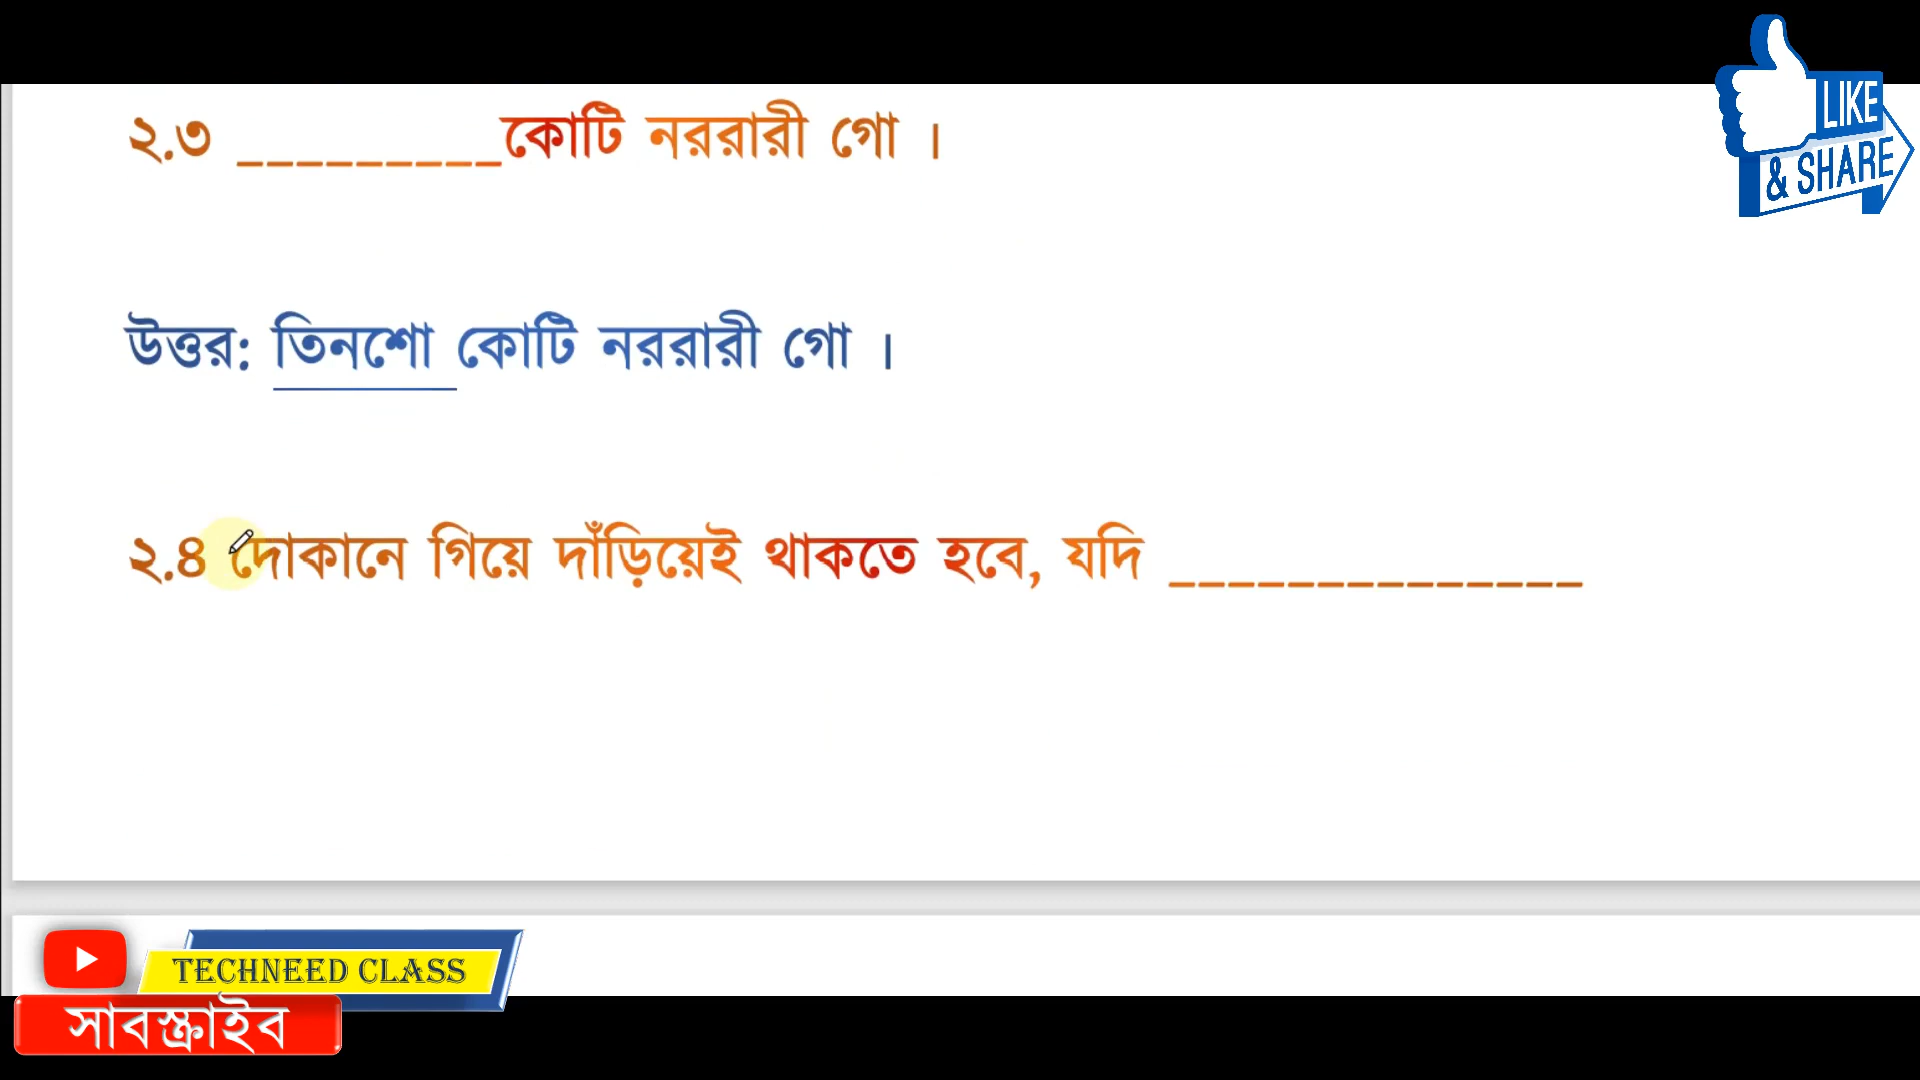 LIKE
& SHARE
২.৩ _________কোটি নররারী গো ।
উত্তর: তিনশো কোটি নররারী গো ।
২.৪ দোকানে গিয়ে দাঁড়িয়েই থাকতে হবে, যদি ______________
TECHNEED CLASS
সাবস্ক্রাইব